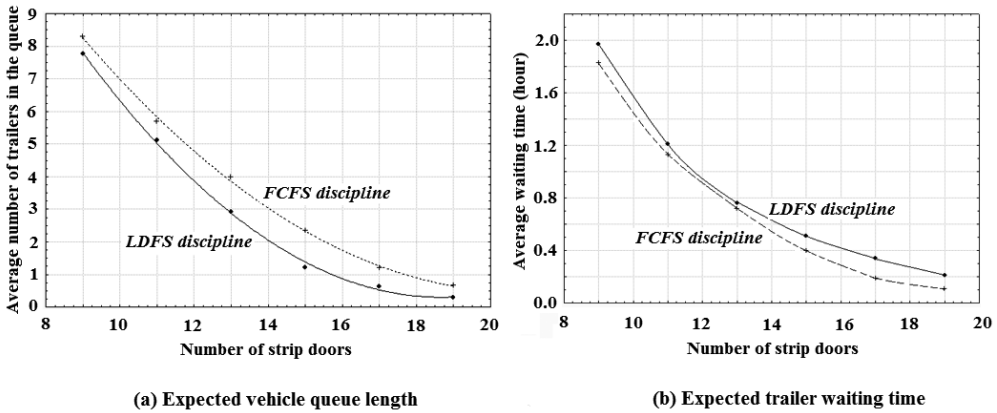 Average number of trailers in the queue
9
8
7
6
5
4
3
2
1
0
FCFS discipline
LDFS discipline
8 10 12 14 16 18 20
Number of strip doors
(a) Expected vehicle queue length
Average waiting time (hour)
2.0
1.6
1.2
0.8
0.4
0.0
LDFS discipline
FCFS discipline
8 10 12 14 16 18 20
Number of strip doors
(b) Expected trailer waiting time